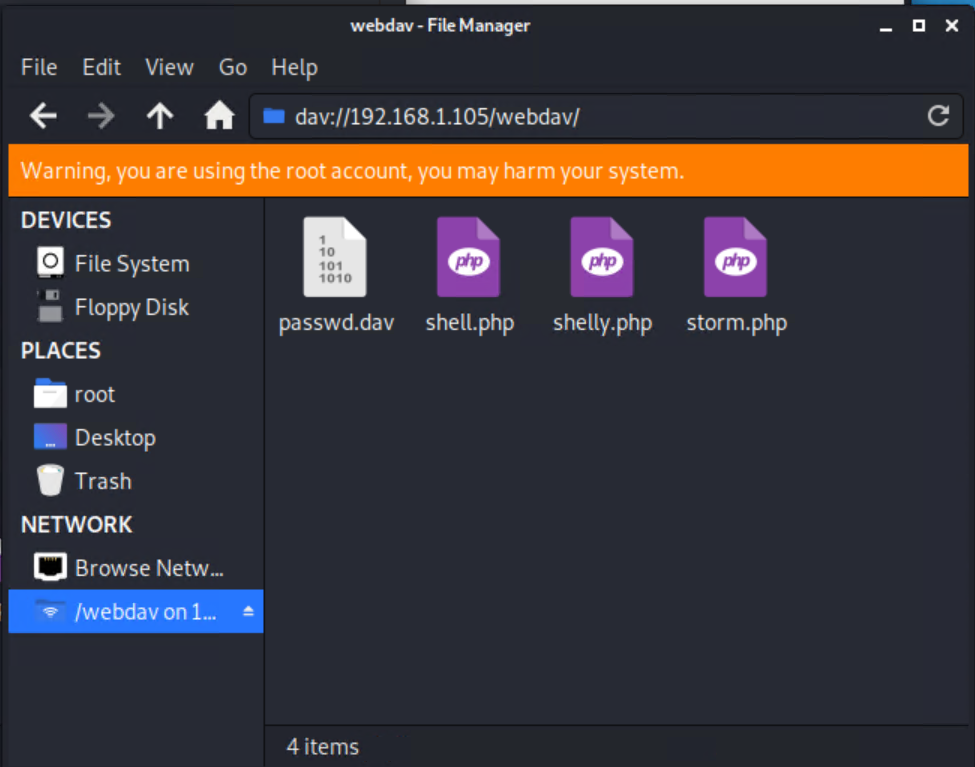 webdav - File Manager
File Edit View Go Help
dav://192.168.1.105/webdav/
Warning, you are using the root account, you may harm your system.
DEVICES
File System
Floppy Disk
PLACES
root
Desktop
Trash
NETWORK
Browse Netw...
/webdav on 1...
1
10
101
1010
php php php
passwd.dav shell.php shelly.php storm.php
4 items